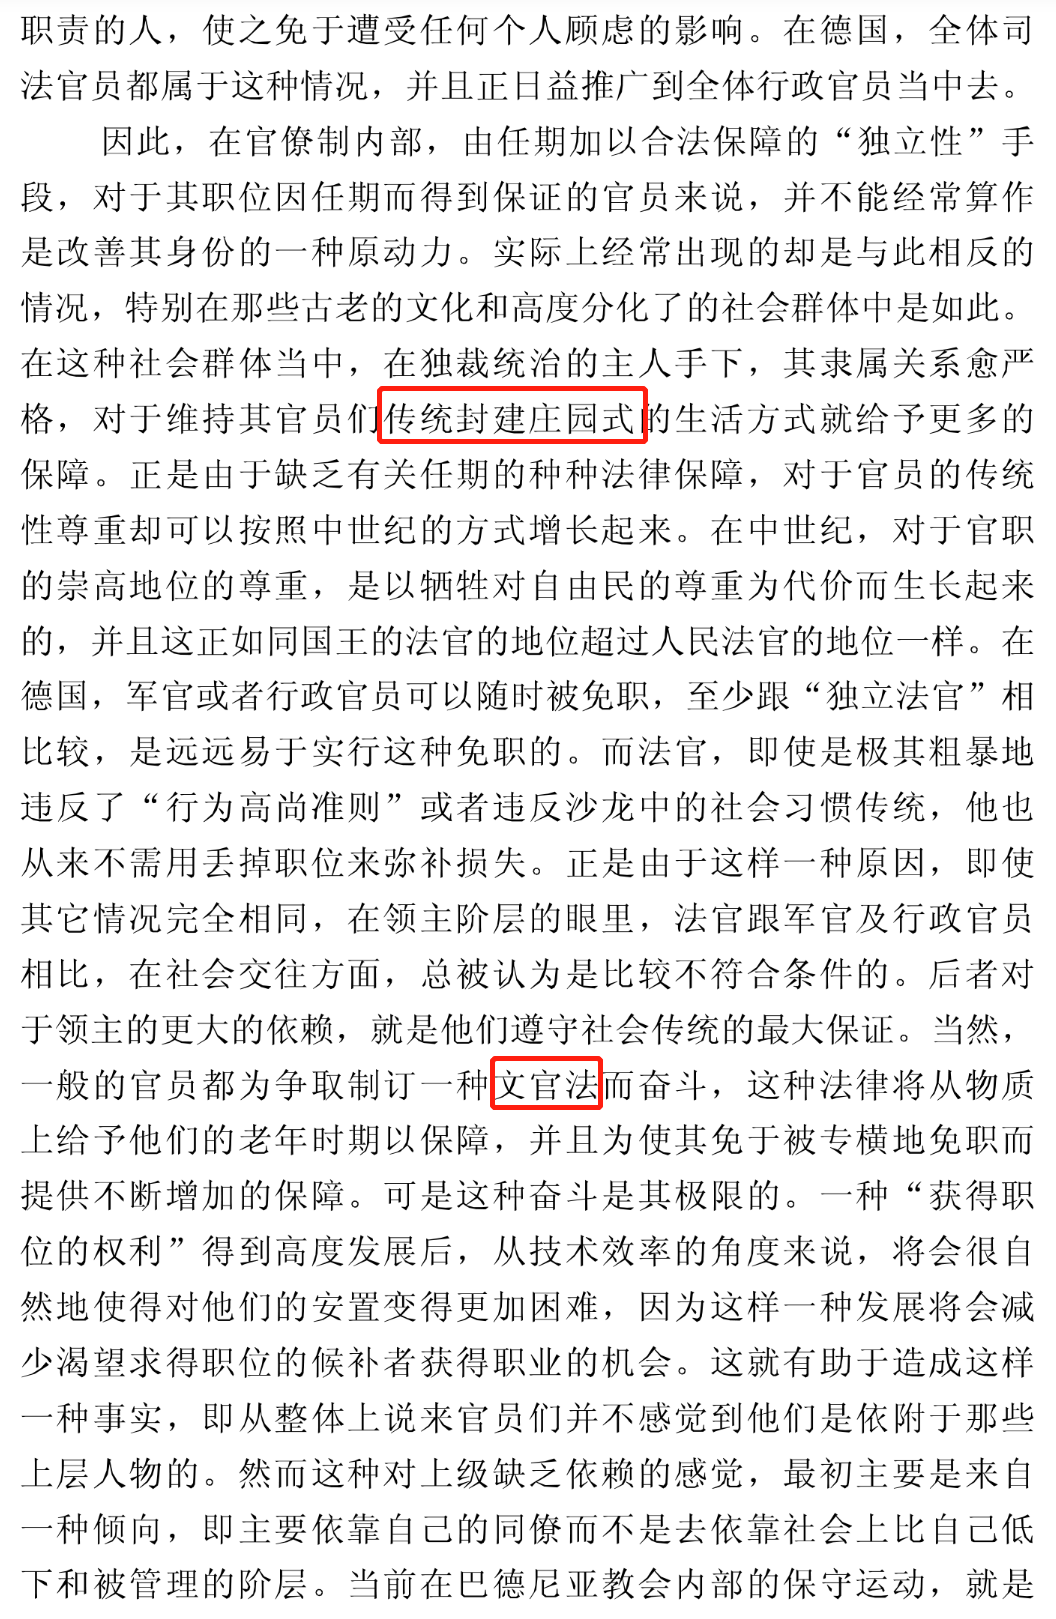 职责的人，使之免于遭受任何个人顾虑的影响。在德国，全体司
法官员都属于这种情况，并且正日益推广到全体行政官员当中去。
因此，在官僚制内部，由任期加以合法保障的“独立性”手
段，对于其职位因任期而得到保证的官员来说，并不能经常算作
是改善其身份的一种原动力。实际上经常出现的却是与此相反的
情况，特别在那些古老的文化和高度分化了的社会群体中是如此。
在这种社会群体当中，在独裁统治的主人手下，其隶属关系愈严
格，对于维持其官员们传统封建庄园式的生活方式就给予更多的
保障。正是由于缺乏有关任期的种种法律保障，对于官员的传统
性尊重却可以按照中世纪的方式增长起来。在中世纪，对于官职
的崇高地位的尊重，是以牺牲对自由民的尊重为代价而生长起来
的，并且这正如同国王的法官的地位超过人民法官的地位一样。在
德国，军官或者行政官员可以随时被免职，至少跟“独立法官”相
比较，是远远易于实行这种免职的。而法官，即使是极其粗暴地
违反了“行为高尚准则”或者违反沙龙中的社会习惯传统，他也
从来不需用丢掉职位来弥补损失。正是由于这样一种原因，即使
其它情况完全相同，在领主阶层的眼里，法官跟军官及行政官员
相比，在社会交往方面，总被认为是比较不符合条件的。后者对
于领主的更大的依赖，就是他们遵守社会传统的最大保证。当然，
一般的官员都为争取制订一种文官法而奋斗，这种法律将从物质
上给予他们的老年时期以保障，并且为使其免于被专横地免职而
提供不断增加的保障。可是这种奋斗是其极限的。一种“获得职
位的权利”得到高度发展后，从技术效率的角度来说，将会很自
然地使得对他们的安置变得更加困难，因为这样一种发展将会减
少渴望求得职位的候补者获得职业的机会。这就有助于造成这样
一种事实，即从整体上说来官员们并不感觉到他们是依附于那些
上层人物的。然而这种对上级缺乏依赖的感觉，最初主要是来自
一种倾向，即主要依靠自己的同僚而不是去依靠社会上比自己低
下和被管理的阶层。当前在巴德尼亚教会内部的保守运动，就是